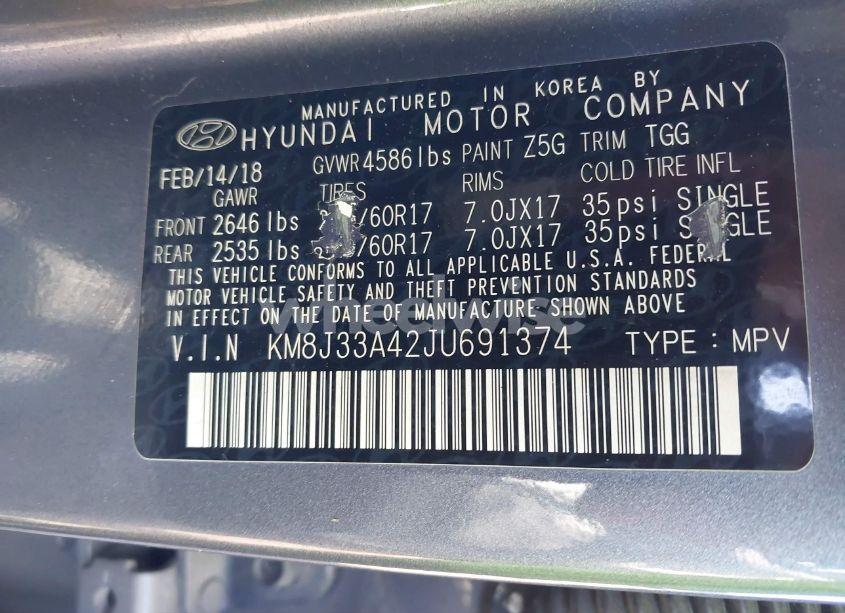 MANUFACTURED IN KOREA BY
HYUNDAI MOTOR COMPANY
FEB/14/18 GVWR 4586 lbs PAINT Z5G TRIM TGG
GAWR TIRES RIMS COLD TIRE INFL
FRONT 2646 lbs /60R17 7.0JX17 35 psi SINGLE
REAR 2535 lbs /60R17 7.0JX17 35 psi GLE
THIS VEHICLE CONFORMS TO ALL APPLICABLE U.S.A. FEDERAL
MOTOR VEHICLE SAFETY AND THEFT PREVENTION STANDARDS
IN EFFECT ON THE DATE OF MANUFACTURE SHOWN ABOVE
wheelwise
V.I.N KM8J33A42JU691374 TYPE : MPV